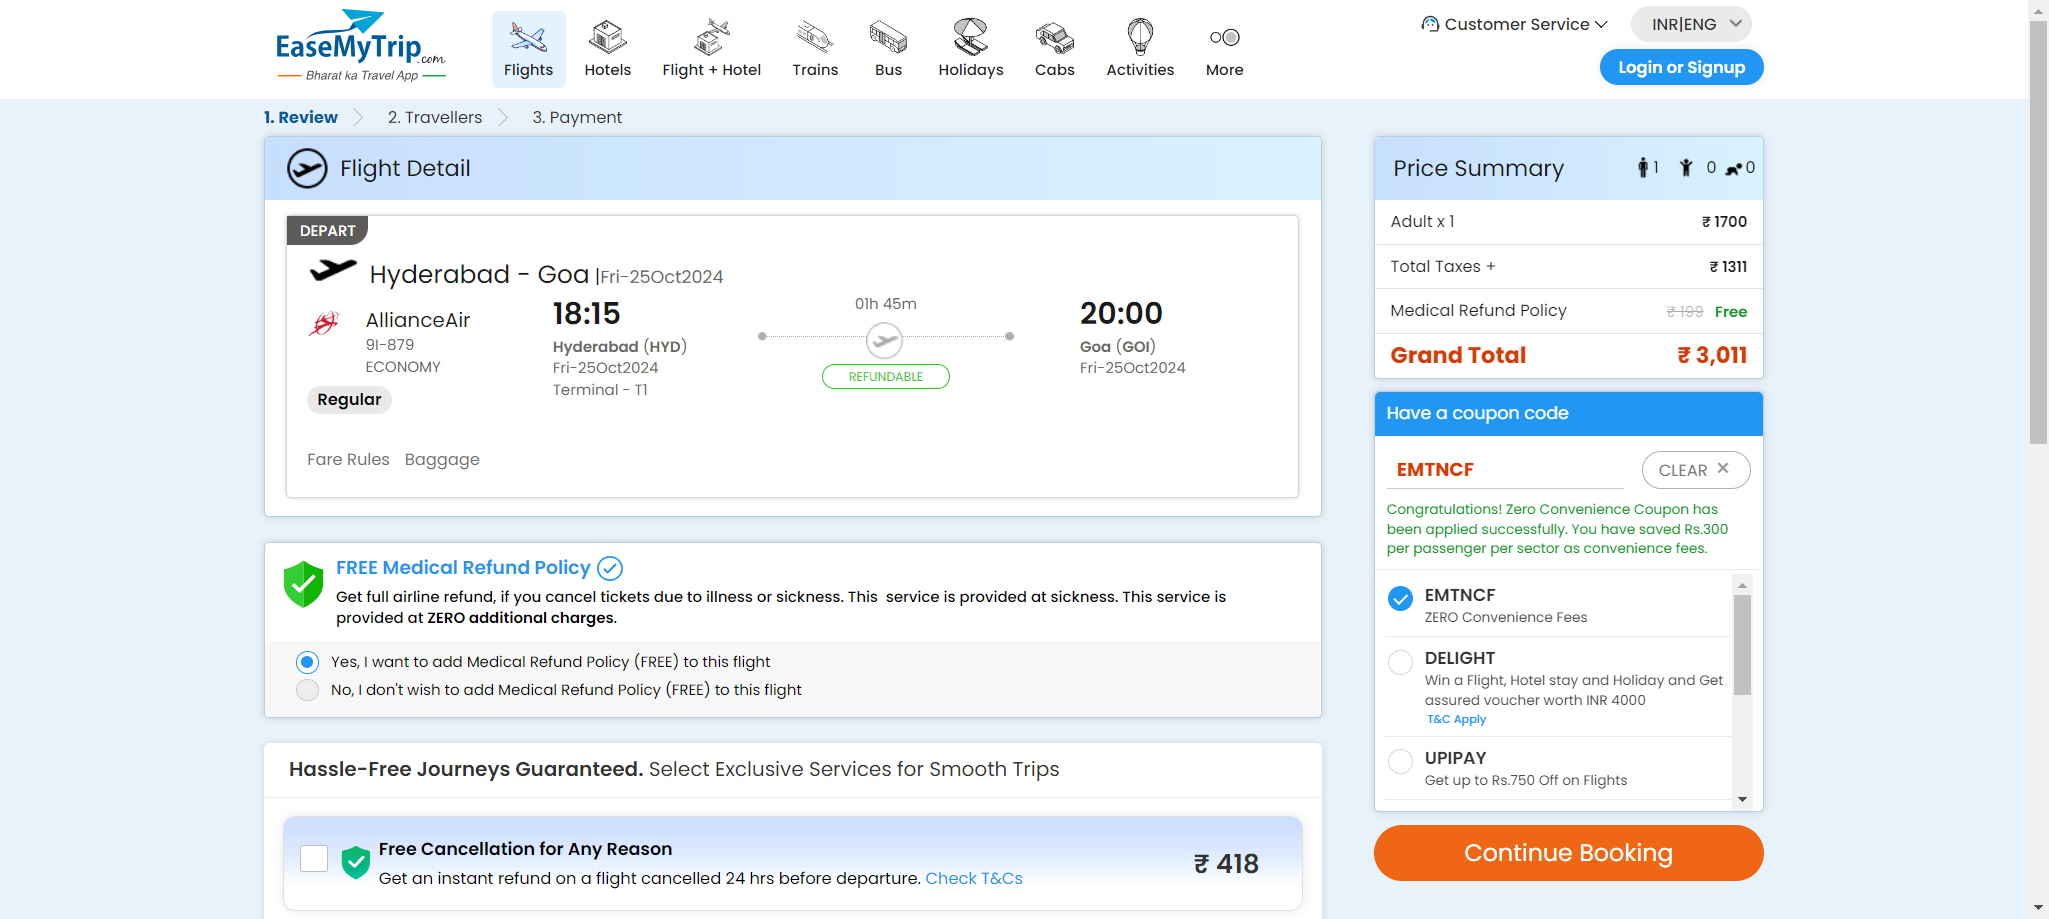 EaseMyTrip.com
Bharat ka Travel App
Flights
Hotels
Flight + Hotel
Trains
Bus
Holidays
Cabs
Activities
More
Customer Service
INR|ENG
Login or Signup
1. Review
2. Travellers
3. Payment
Flight Detail
DEPART
Hyderabad - Goa |Fri-25Oct2024
AllianceAir
9I-879
ECONOMY
Regular
18:15
Hyderabad (HYD)
Fri-25Oct2024
Terminal - T1
01h 45m
REFUNDABLE
20:00
Goa (GOI)
Fri-25Oct2024
Fare Rules Baggage
FREE Medical Refund Policy
Get full airline refund, if you cancel tickets due to illness or sickness. This service is provided at sickness. This service is
provided at ZERO additional charges.
Yes, I want to add Medical Refund Policy (FREE) to this flight
No, I don't wish to add Medical Refund Policy (FREE) to this flight
Hassle-Free Journeys Guaranteed. Select Exclusive Services for Smooth Trips
Free Cancellation for Any Reason
Get an instant refund on a flight cancelled 24 hrs before departure. Check T&Cs
₹ 418
Price Summary 1 0 0
Adult x 1 ₹ 1700
Total Taxes + ₹ 1311
Medical Refund Policy ₹ 199 Free
Grand Total ₹ 3,011
Have a coupon code
EMTNCF
CLEAR ✕
Congratulations! Zero Convenience Coupon has
been applied successfully. You have saved Rs.300
per passenger per sector as convenience fees.
EMTNCF
ZERO Convenience Fees
DELIGHT
Win a Flight, Hotel stay and Holiday and Get
assured voucher worth INR 4000
T&C Apply
UPIPAY
Get up to Rs.750 Off on Flights
Continue Booking